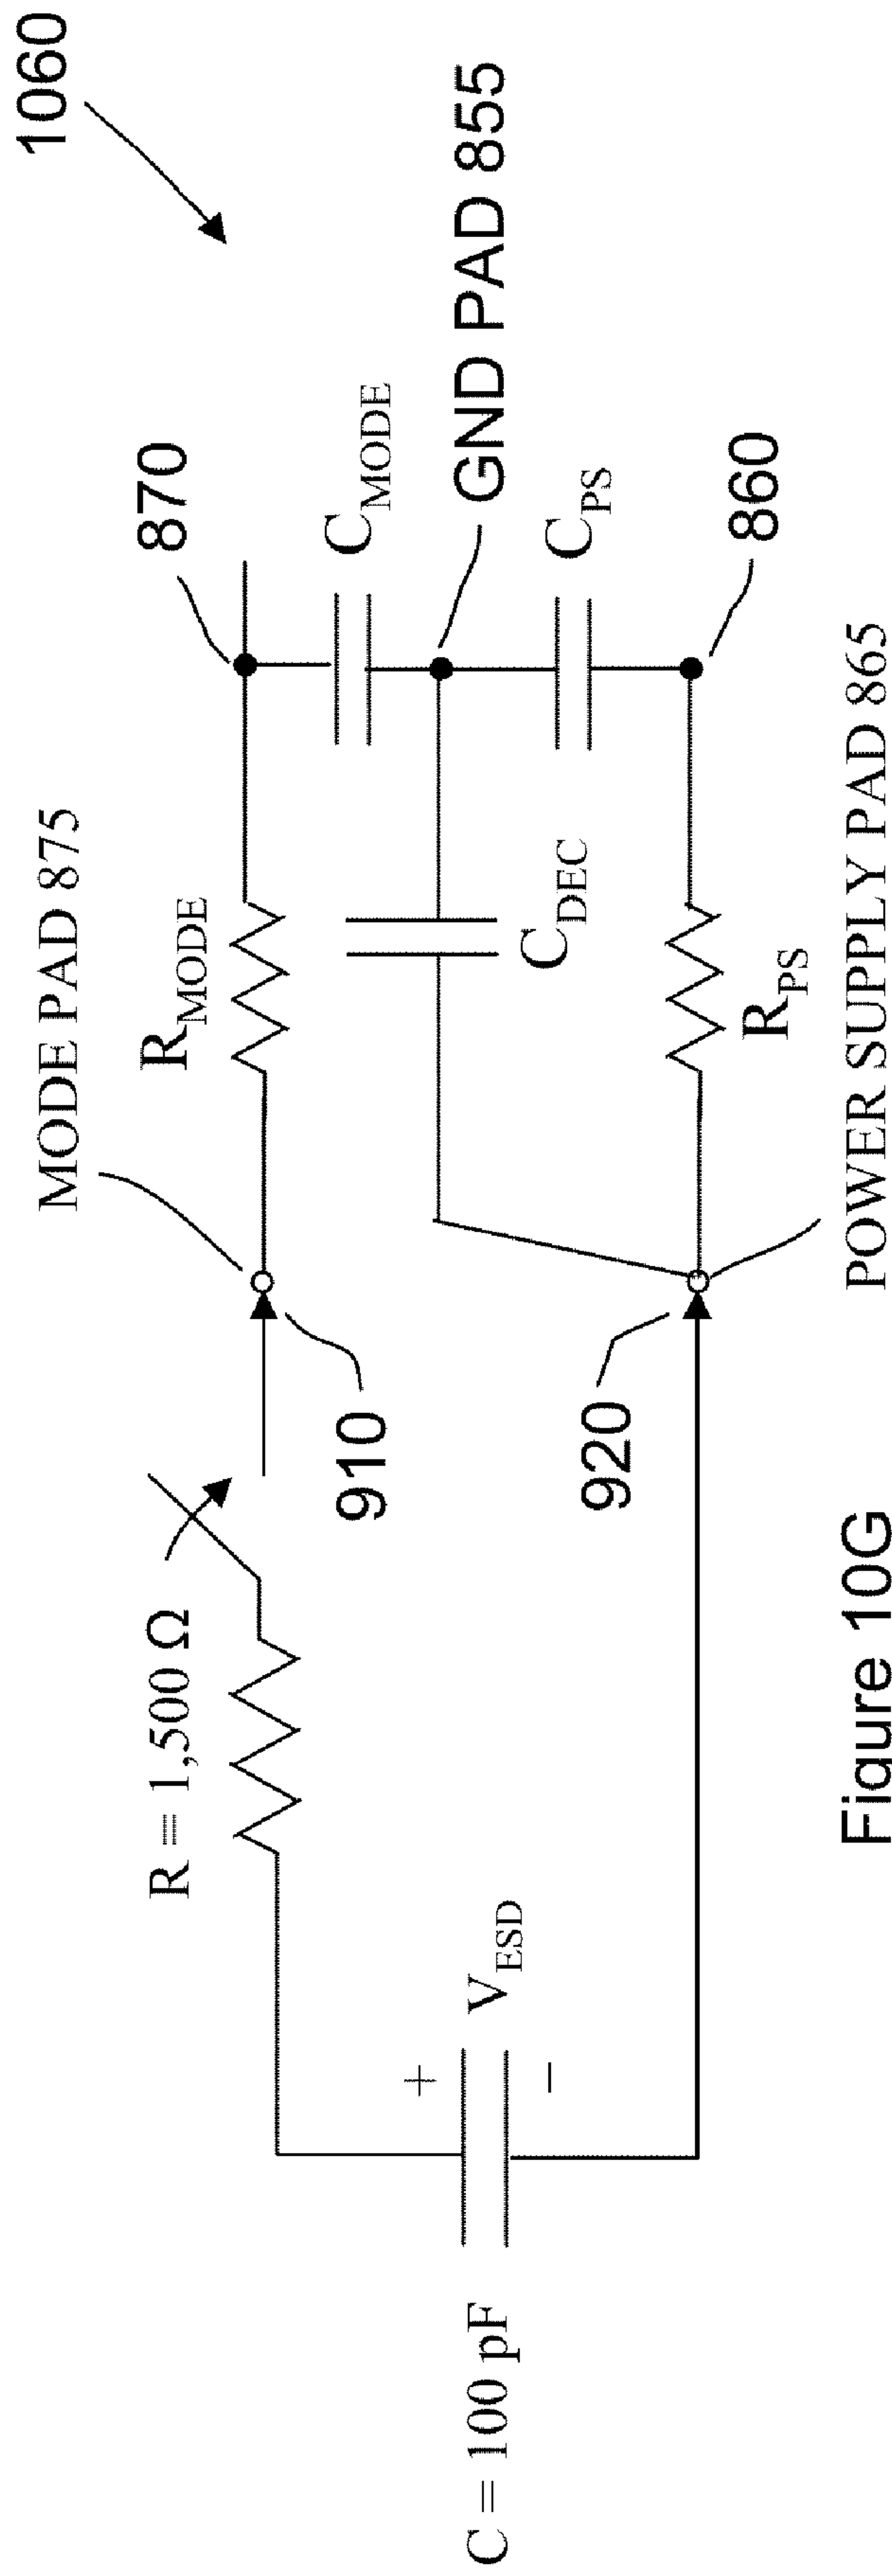 1060
MODE PAD 875
870
R = 1,500 Ω
R_MODE
C_MODE
GND PAD 855
910
C = 100 pF
+
V_ESD
−
C_DEC
C_PS
920
R_PS
860
POWER SUPPLY PAD 865
Figure 10G